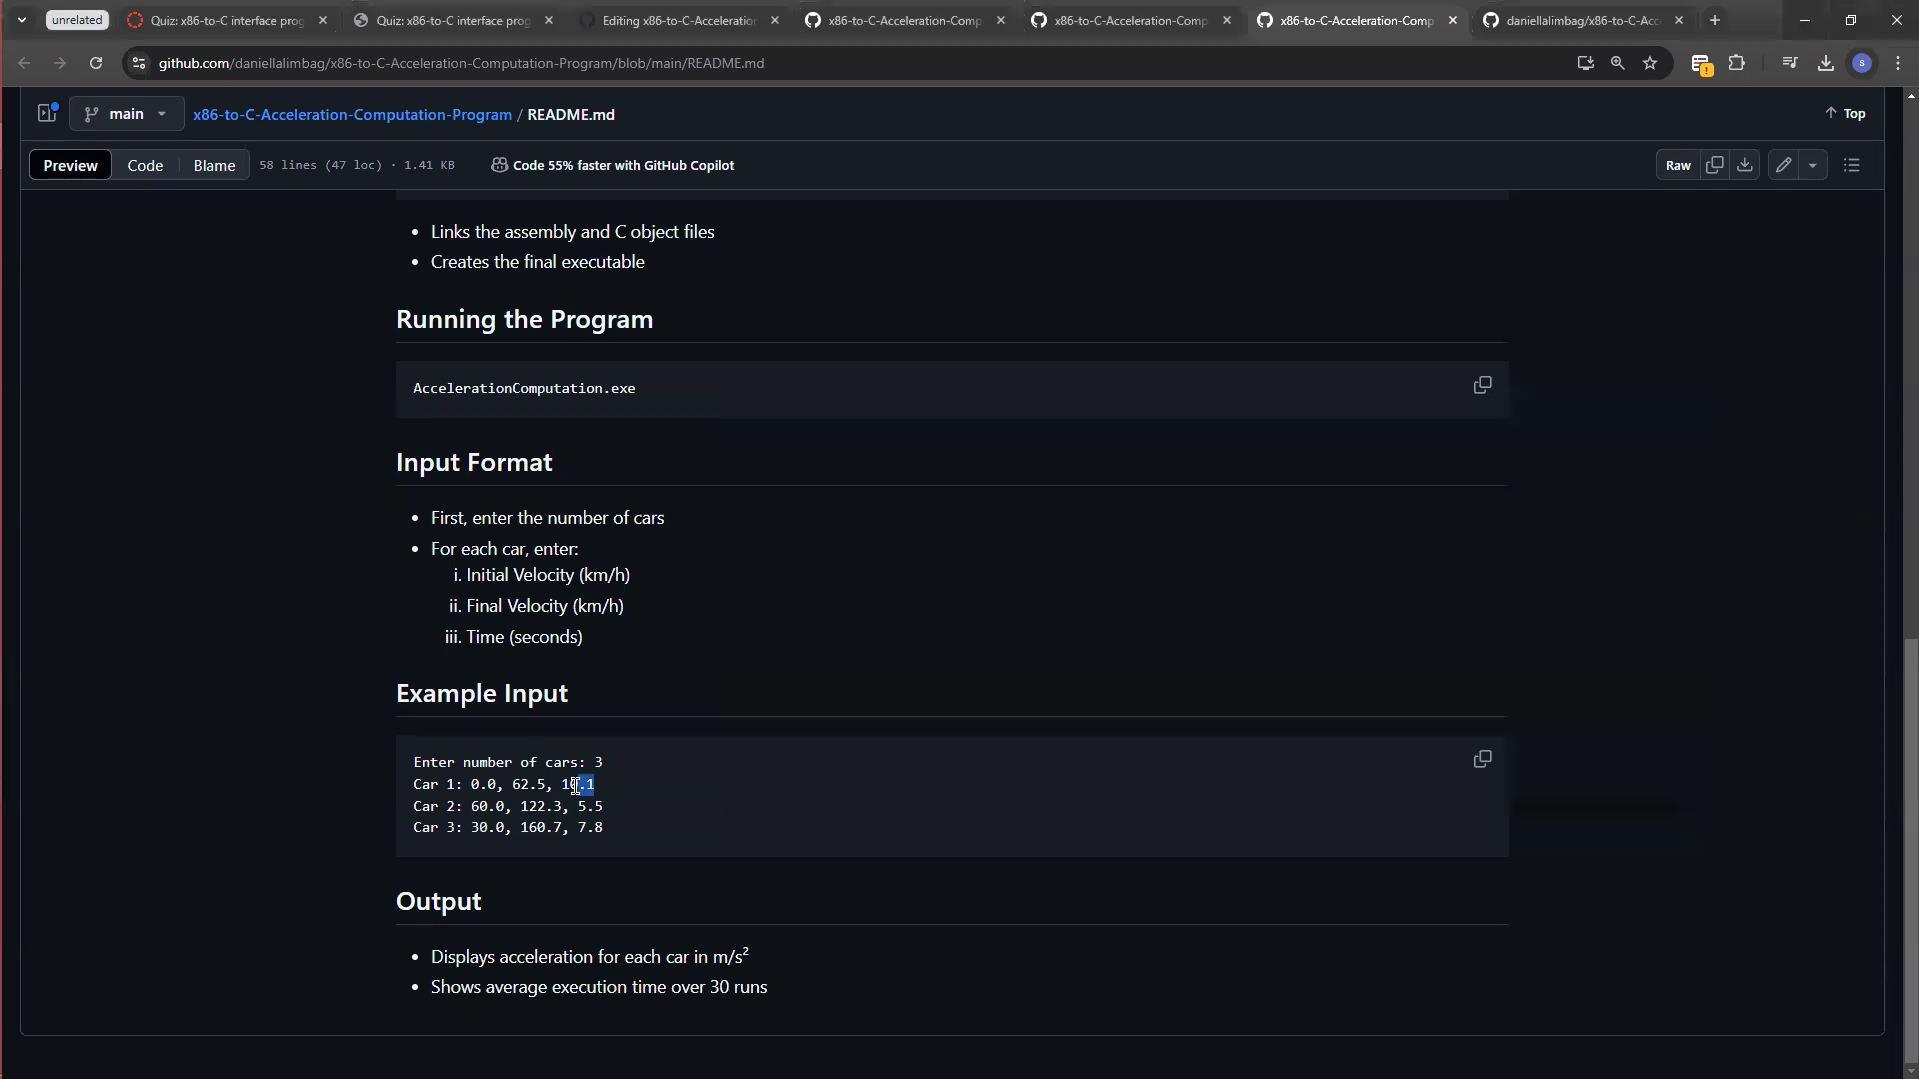 unrelated
Quiz: x86-to-C interface prog
Quiz: x86-to-C interface prog
Editing x86-to-C-Acceleration
x86-to-C-Acceleration-Comp
x86-to-C-Acceleration-Comp
x86-to-C-Acceleration-Comp
daniellalimbag/x86-to-C-Acc
github.com/daniellalimbag/x86-to-C-Acceleration-Computation-Program/blob/main/README.md
S
main
x86-to-C-Acceleration-Computation-Program / README.md
Top
Preview
Code
Blame
58 lines (47 loc) · 1.41 KB
Code 55% faster with GitHub Copilot
Raw
• Links the assembly and C object files
• Creates the final executable
Running the Program
AccelerationComputation.exe
Input Format
• First, enter the number of cars
• For each car, enter:
i. Initial Velocity (km/h)
ii. Final Velocity (km/h)
iii. Time (seconds)
Example Input
Enter number of cars: 3
Car 1: 0.0, 62.5, 10.1
Car 2: 60.0, 122.3, 5.5
Car 3: 30.0, 160.7, 7.8
Output
• Displays acceleration for each car in m/s²
• Shows average execution time over 30 runs